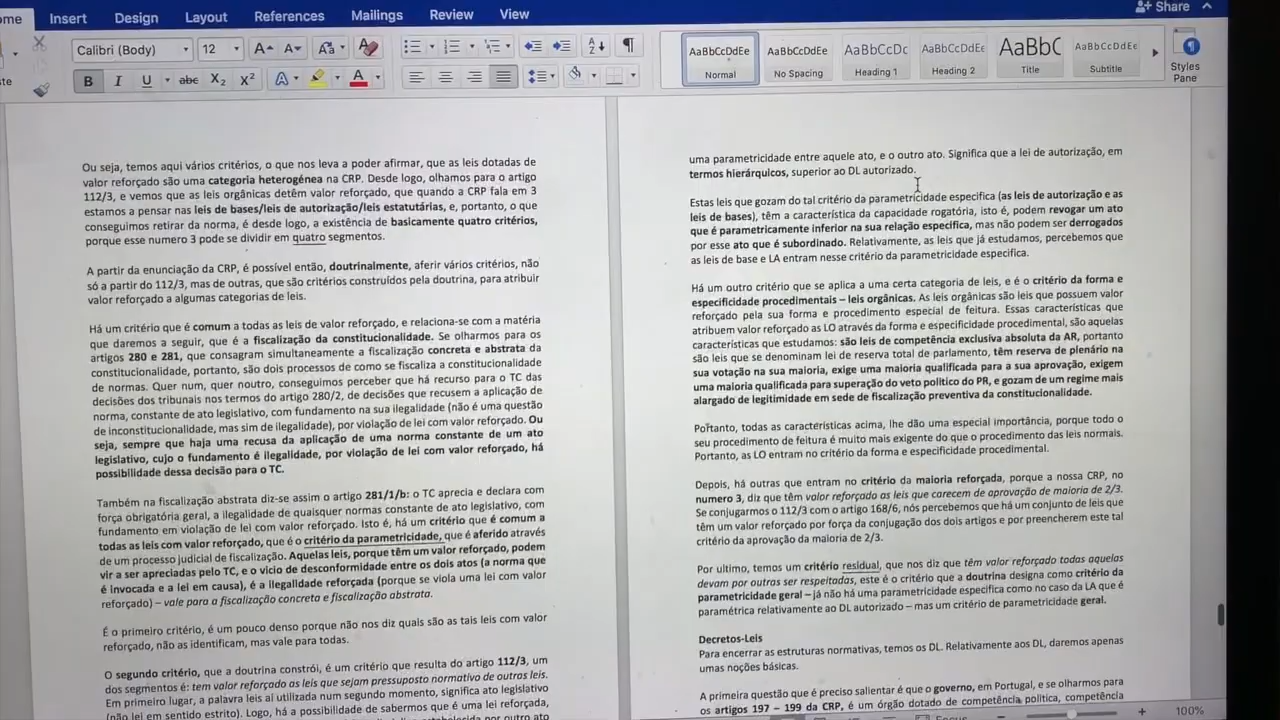 ome Insert Design Layout References Mailings Review View Share
Calibri (Body) 12
AaBbCcDdEe AaBbCcDdEe AaBbCcDc AaBbCcDdEe AaBbC AaBbCcDdEe
Normal No Spacing Heading 1 Heading 2 Title Subtitle
Styles
Pane
ste
B I U abc X₂ X² A A
Ou seja, temos aqui vários critérios, o que nos leva a poder afirmar, que as leis dotadas de
valor reforçado são uma categoria heterogénea na CRP. Desde logo, olhamos para o artigo
112/3, e vemos que as leis orgânicas detêm valor reforçado, que quando a CRP fala em 3
estamos a pensar nas leis de bases/leis de autorização/leis estatutárias, e, portanto, o que
conseguimos retirar da norma, é desde logo, a existência de basicamente quatro critérios,
porque esse numero 3 pode se dividir em quatro segmentos.
A partir da enunciação da CRP, é possível então, doutrinalmente, aferir vários critérios, não
só a partir do 112/3, mas de outras, que são critérios construídos pela doutrina, para atribuir
valor reforçado a algumas categorias de leis.
Há um critério que é comum a todas as leis de valor reforçado, e relaciona-se com a matéria
que daremos a seguir, que é a fiscalização da constitucionalidade. Se olharmos para os
artigos 280 e 281, que consagram simultaneamente a fiscalização concreta e abstrata da
constitucionalidade, portanto, são dois processos de como se fiscaliza a constitucionalidade
de normas. Quer num, quer noutro, conseguimos perceber que há recurso para o TC das
decisões dos tribunais nos termos do artigo 280/2, de decisões que recusem a aplicação de
norma, constante de ato legislativo, com fundamento na sua ilegalidade (não é uma questão
de inconstitucionalidade, mas sim de ilegalidade), por violação de lei com valor reforçado. Ou
seja, sempre que haja uma recusa da aplicação de uma norma constante de um ato
legislativo, cujo o fundamento é ilegalidade, por violação de lei com valor reforçado, há
possibilidade dessa decisão para o TC.
Também na fiscalização abstrata diz-se assim o artigo 281/1/b: o TC aprecia e declara com
força obrigatória geral, a ilegalidade de quaisquer normas constante de ato legislativo, com
fundamento em violação de lei com valor reforçado. Isto é, há um critério que é comum a
todas as leis com valor reforçado, que é o critério da parametricidade, que é aferido através
de um processo judicial de fiscalização. Aquelas leis, porque têm um valor reforçado, podem
vir a ser apreciadas pelo TC, e o vicio de desconformidade entre os dois atos (a norma que
é invocada e a lei em causa), é a ilegalidade reforçada (porque se viola uma lei com valor
reforçado) – vale para a fiscalização concreta e fiscalização abstrata.
É o primeiro critério, é um pouco denso porque não nos diz quais são as tais leis com valor
reforçado, não as identificam, mas vale para todas.
O segundo critério, que a doutrina constrói, é um critério que resulta do artigo 112/3, um
dos segmentos é: tem valor reforçado as leis que sejam pressuposto normativo de outras leis.
Em primeiro lugar, a palavra leis aí utilizada num segundo momento, significa ato legislativo
(não lei em sentido estrito). Logo, há a possibilidade de sabermos que uma lei reforçada,
por outro ato
uma parametricidade entre aquele ato, e o outro ato. Significa que a lei de autorização, em
termos hierárquicos, superior ao DL autorizado.
Estas leis que gozam do tal critério da parametricidade especifica (as leis de autorização e as
leis de bases), têm a característica da capacidade rogatória, isto é, podem revogar um ato
que é parametricamente inferior na sua relação especifica, mas não podem ser derrogados
por esse ato que é subordinado. Relativamente, as leis que já estudamos, percebemos que
as leis de base e LA entram nesse critério da parametricidade especifica.
Há um outro critério que se aplica a uma certa categoria de leis, e é o critério da forma e
especificidade procedimentais – leis orgânicas. As leis orgânicas são leis que possuem valor
reforçado pela sua forma e procedimento especial de feitura. Essas características que
atribuem valor reforçado as LO através da forma e especificidade procedimental, são aquelas
características que estudamos: são leis de competência exclusiva absoluta da AR, portanto
são leis que se denominam lei de reserva total de parlamento, têm reserva de plenário na
sua votação na sua maioria, exige uma maioria qualificada para a sua aprovação, exigem
uma maioria qualificada para superação do veto politico do PR, e gozam de um regime mais
alargado de legitimidade em sede de fiscalização preventiva da constitucionalidade.
Portanto, todas as características acima, lhe dão uma especial importância, porque todo o
seu procedimento de feitura é muito mais exigente do que o procedimento das leis normais.
Portanto, as LO entram no critério da forma e especificidade procedimental.
Depois, há outras que entram no critério da maioria reforçada, porque a nossa CRP, no
numero 3, diz que têm valor reforçado as leis que carecem de aprovação de maioria de 2/3.
Se conjugarmos o 112/3 com o artigo 168/6, nós percebemos que há um conjunto de leis que
têm um valor reforçado por força da conjugação dos dois artigos e por preencherem este tal
critério da aprovação da maioria de 2/3.
Por ultimo, temos um critério residual, que nos diz que têm valor reforçado todas aquelas
devam por outras ser respeitadas, este é o critério que a doutrina designa como critério da
parametricidade geral – já não há uma parametricidade especifica como no caso da LA que é
paramétrica relativamente ao DL autorizado – mas um critério de parametricidade geral.
Decretos-Leis
Para encerrar as estruturas normativas, temos os DL. Relativamente aos DL, daremos apenas
umas noções básicas.
A primeira questão que é preciso salientar é que o governo, em Portugal, e se olharmos para
os artigos 197 – 199 da CRP, é um órgão dotado de competência política, competência
Focus 100%